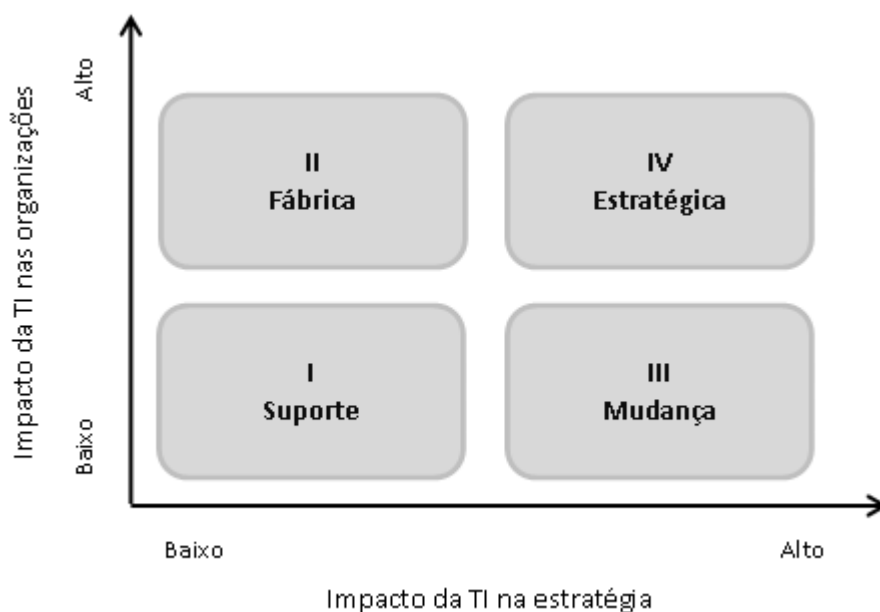 Impacto da TI nas organizações
Alto
Baixo
II
Fábrica
IV
Estratégica
I
Suporte
III
Mudança
Baixo
Alto
Impacto da TI na estratégia